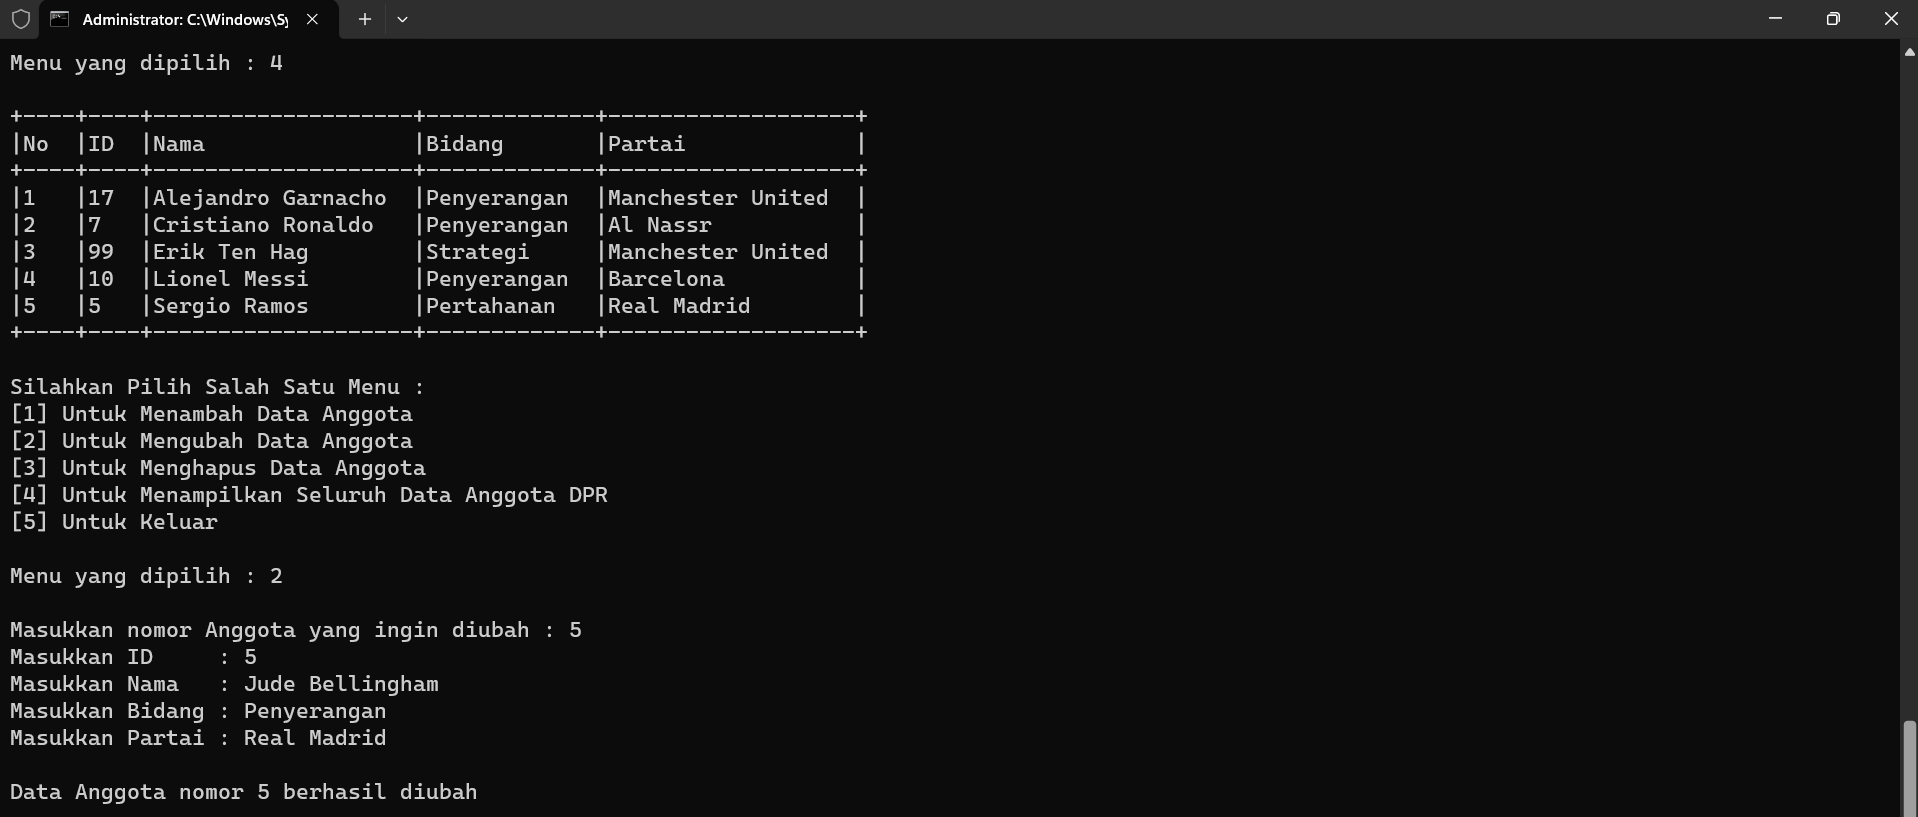 Administrator: C:\Windows\Sy
Menu yang dipilih : 4
+----+----+--------------------+-------------+-------------------+
|No  |ID  |Nama                |Bidang       |Partai             |
+----+----+--------------------+-------------+-------------------+
|1   |17  |Alejandro Garnacho  |Penyerangan  |Manchester United  |
|2   |7   |Cristiano Ronaldo   |Penyerangan  |Al Nassr           |
|3   |99  |Erik Ten Hag        |Strategi     |Manchester United  |
|4   |10  |Lionel Messi        |Penyerangan  |Barcelona          |
|5   |5   |Sergio Ramos        |Pertahanan   |Real Madrid        |
+----+----+--------------------+-------------+-------------------+
Silahkan Pilih Salah Satu Menu :
[1] Untuk Menambah Data Anggota
[2] Untuk Mengubah Data Anggota
[3] Untuk Menghapus Data Anggota
[4] Untuk Menampilkan Seluruh Data Anggota DPR
[5] Untuk Keluar
Menu yang dipilih : 2
Masukkan nomor Anggota yang ingin diubah : 5
Masukkan ID     : 5
Masukkan Nama   : Jude Bellingham
Masukkan Bidang : Penyerangan
Masukkan Partai : Real Madrid
Data Anggota nomor 5 berhasil diubah